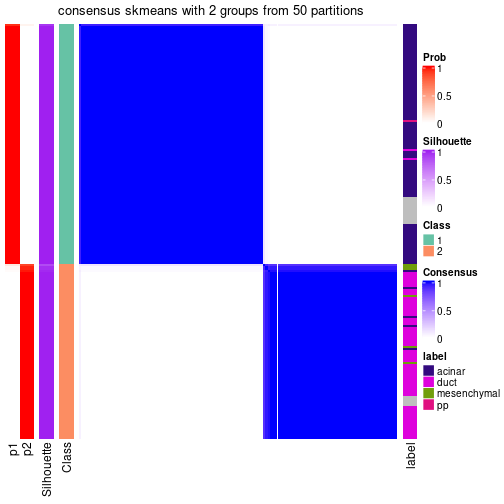 consensus skmeans with 2 groups from 50 partitions
Prob
1
0.5
0
Silhouette
1
0.5
0
Class
1
2
Consensus
1
0.5
0
label
acinar
duct
mesenchymal
pp
p1
p2
Silhouette
Class
label